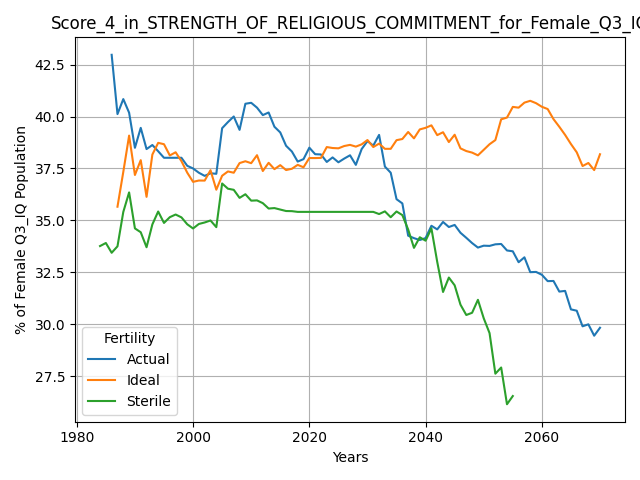 Score_4_in_STRENGTH_OF_RELIGIOUS_COMMITMENT_for_Female_Q3_IQ
% of Female Q3_IQ Population
42.5
40.0
37.5
35.0
32.5
30.0
27.5
Fertility
Actual
Ideal
Sterile
1980
2000
2020
2040
2060
Years